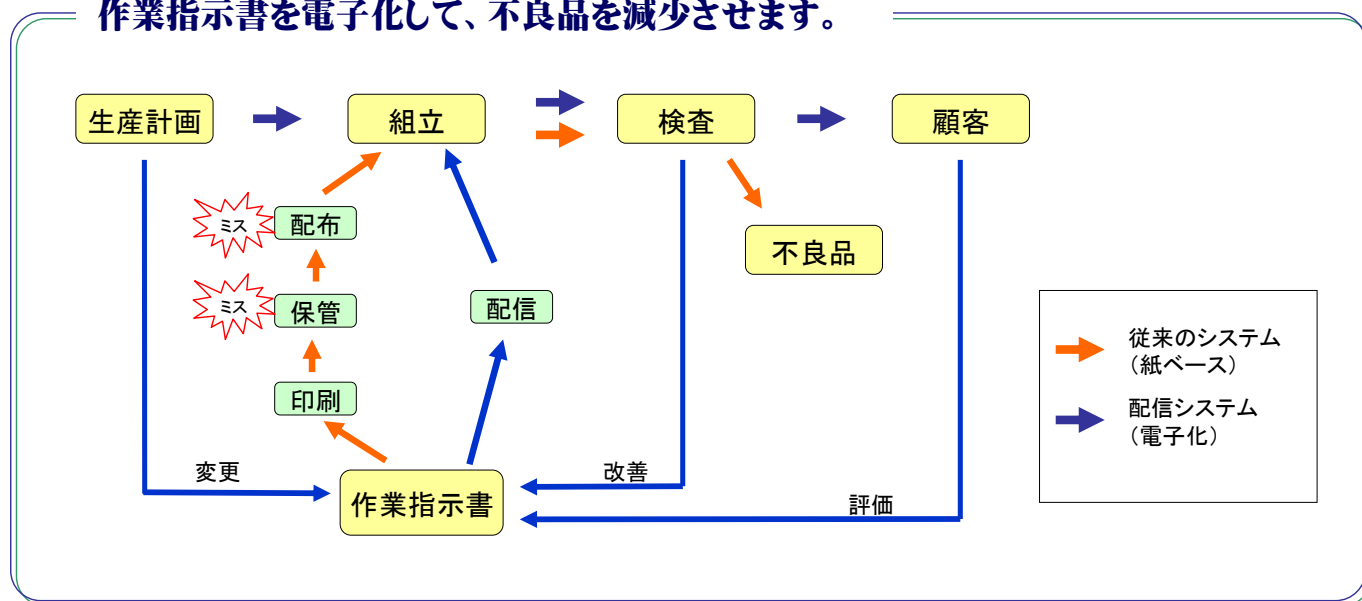 作業指示書を電子化して、不良品を減少させます。
生産計画
組立
検査
顧客
ミス
配布
不良品
ミス
保管
配信
印刷
変更
作業指示書
改善
評価
従来のシステム
（紙ベース）
配信システム
（電子化）